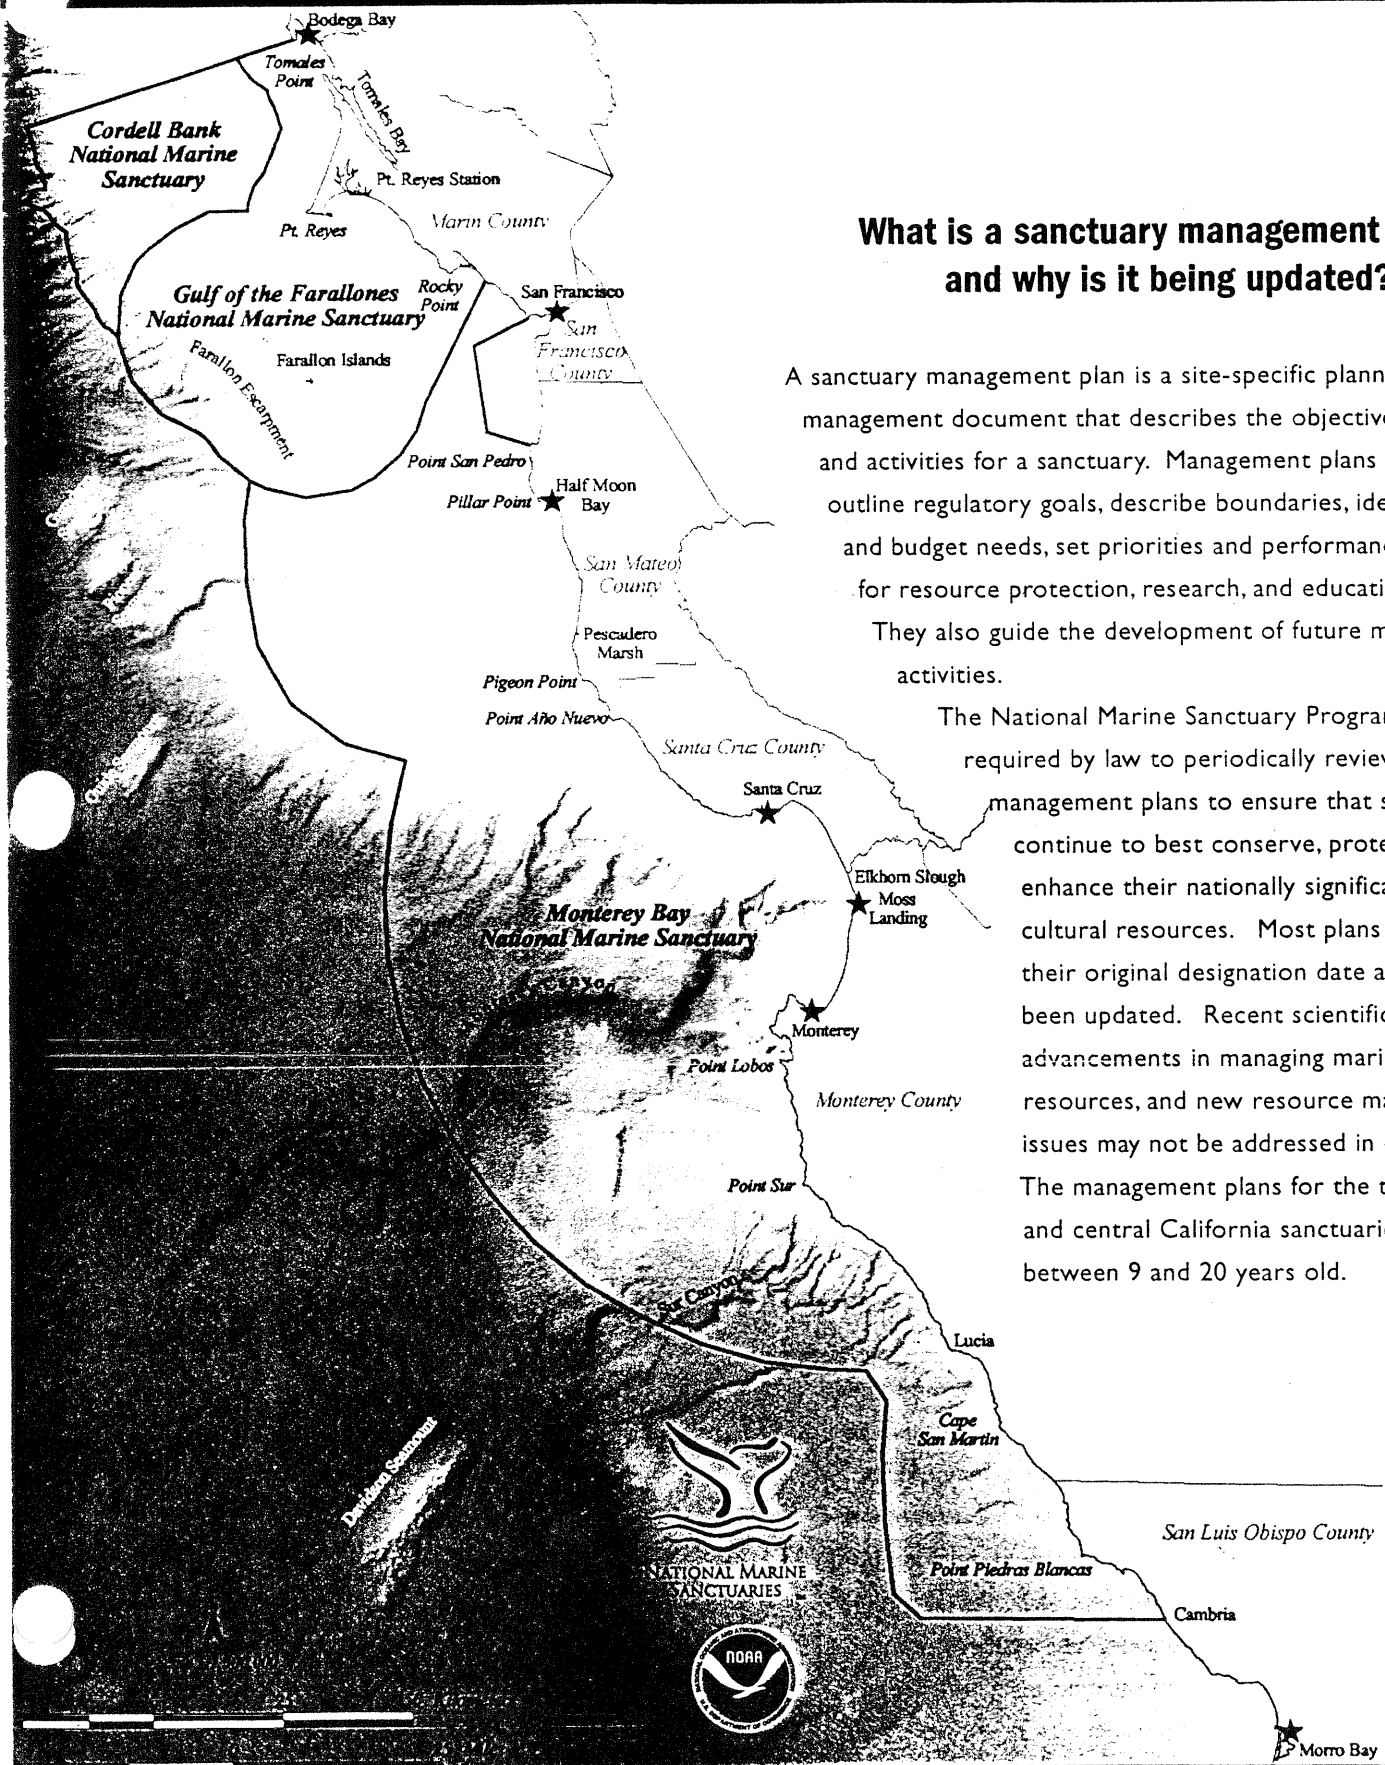 Bodega Bay
Tomales
Point
Tomales Bay
Cordell Bank
National Marine
Sanctuary
Pt. Reyes Station
Marin County
Pt. Reyes
Rocky
Point
Gulf of the Farallones
National Marine Sanctuary
San Francisco
San
Francisco
County
Farallon Escarpment
Farallon Islands
Point San Pedro
Pillar Point
Half Moon
Bay
San Mateo
County
Pescadero
Marsh
Pigeon Point
Point Año Nuevo
Santa Cruz County
Santa Cruz
Elkhorn Slough
Moss
Landing
Monterey Bay
National Marine Sanctuary
Canyon
Monterey
Point Lobos
Monterey County
Point Sur
Sur Canyon
Lucia
Cape
San Martin
Davidson Seamount
San Luis Obispo County
Point Piedras Blancas
Cambria
Morro Bay
NATIONAL MARINE
SANCTUARIES
NOAA
What is a sanctuary management
and why is it being updated?
A sanctuary management plan is a site-specific plann
management document that describes the objectiv
and activities for a sanctuary. Management plans
outline regulatory goals, describe boundaries, ide
and budget needs, set priorities and performan
for resource protection, research, and educati
They also guide the development of future m
activities.
The National Marine Sanctuary Progra
required by law to periodically revie
management plans to ensure that s
continue to best conserve, prote
enhance their nationally significa
cultural resources. Most plans
their original designation date a
been updated. Recent scientific
advancements in managing mari
resources, and new resource ma
issues may not be addressed in
The management plans for the t
and central California sanctuari
between 9 and 20 years old.